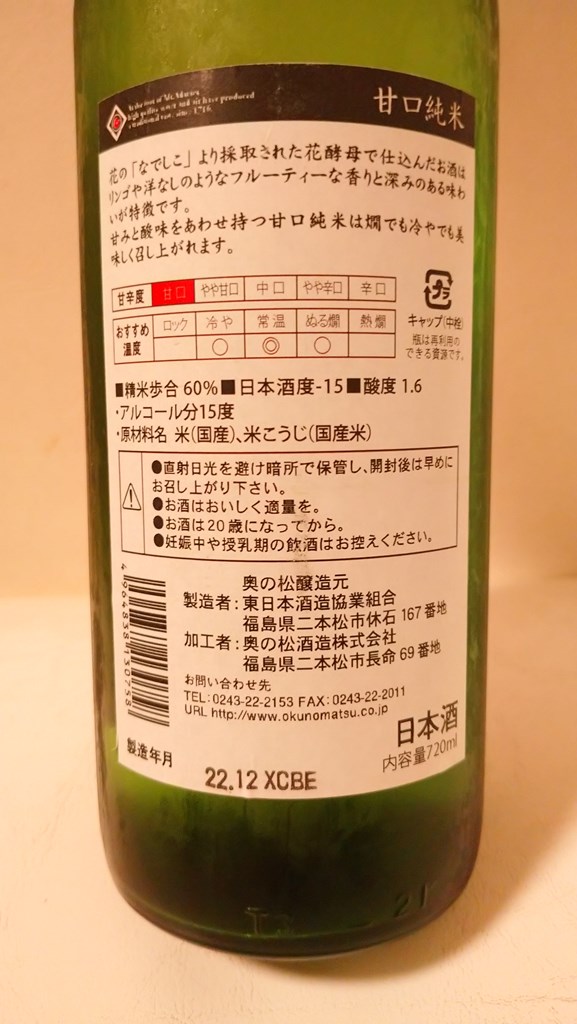 甘口純米
high quality
花の「なでしこ」より採取された花酵母で仕込んだお酒は
リンゴや洋なしのようなフルーティーな香りと深みのある味わ
いが特徴です。
甘みと酸味をあわせ持つ甘口純米は燗でも冷やでも美
味しく召し上がれます。
甘辛度 甘口 やや甘口 中口 やや辛口 辛口
おすすめ温度 ロック 冷や 常温 ぬる燗 熱燗
○ ◎ ○
プラ
キャップ(中栓)
瓶は再利用の
できる資源です。
■精米歩合 60% ■日本酒度-15 ■酸度 1.6
・アルコール分15度
・原材料名 米(国産)、米こうじ(国産米)
●直射日光を避け暗所で保管し、開封後は早めに
お召し上がり下さい。
●お酒はおいしく適量を。
●お酒は20歳になってから。
●妊娠中や授乳期の飲酒はお控えください。
奥の松醸造元
製造者:東日本酒造協業組合
福島県二本松市休石 167 番地
加工者:奥の松酒造株式会社
福島県二本松市長命 69 番地
お問い合わせ先
TEL:0243-22-2153 FAX:0243-22-2011
URL http://www.okunomatsu.co.jp
日本酒
内容量720ml
製造年月
22.12 XCBE